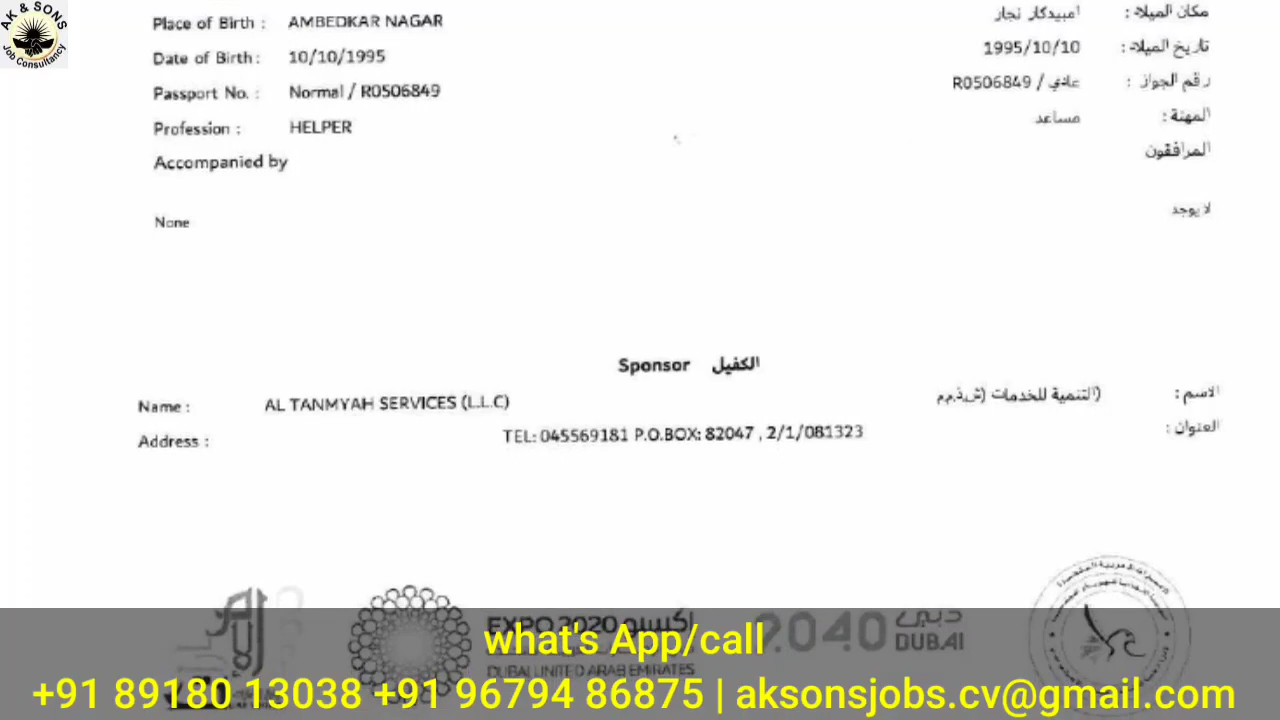 AK & SONS
Job Consultancy
Place of Birth : AMBEDKAR NAGAR امبيدكار نجار مكان الميلاد :
Date of Birth : 10/10/1995 1995/10/10 تاريخ الميلاد :
Passport No. : Normal / R0506849 عادي / R0506849 رقم الجواز :
Profession : HELPER مساعد المهنة :
Accompanied by المرافقون
None لا يوجد
Sponsor الكفيل
Name : AL TANMYAH SERVICES (L.L.C) (التنمية للخدمات (ش.ذ.م.م الاسم :
Address : TEL: 045569181 P.O.BOX: 82047 , 2/1/081323 العنوان :
EXPO 2020 إكسبو
DUBAI, UNITED ARAB EMIRATES
2040 دبي
DUBAI
what's App/call
+91 89180 13038 +91 96794 86875 | aksonsjobs.cv@gmail.com